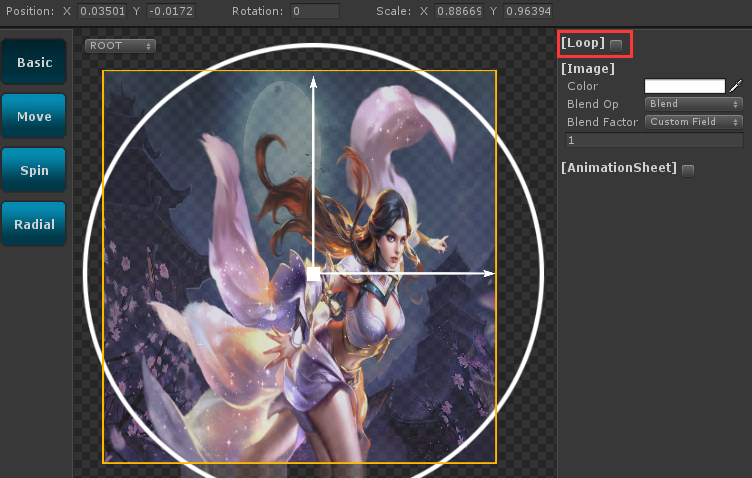 Position: X 0.03501 Y -0.0172 Rotation: 0 Scale: X 0.88669 Y 0.96394
ROOT
Basic
Move
Spin
Radial
[Loop]
[Image]
Color
Blend Op Blend
Blend Factor Custom Field
1
[AnimationSheet]